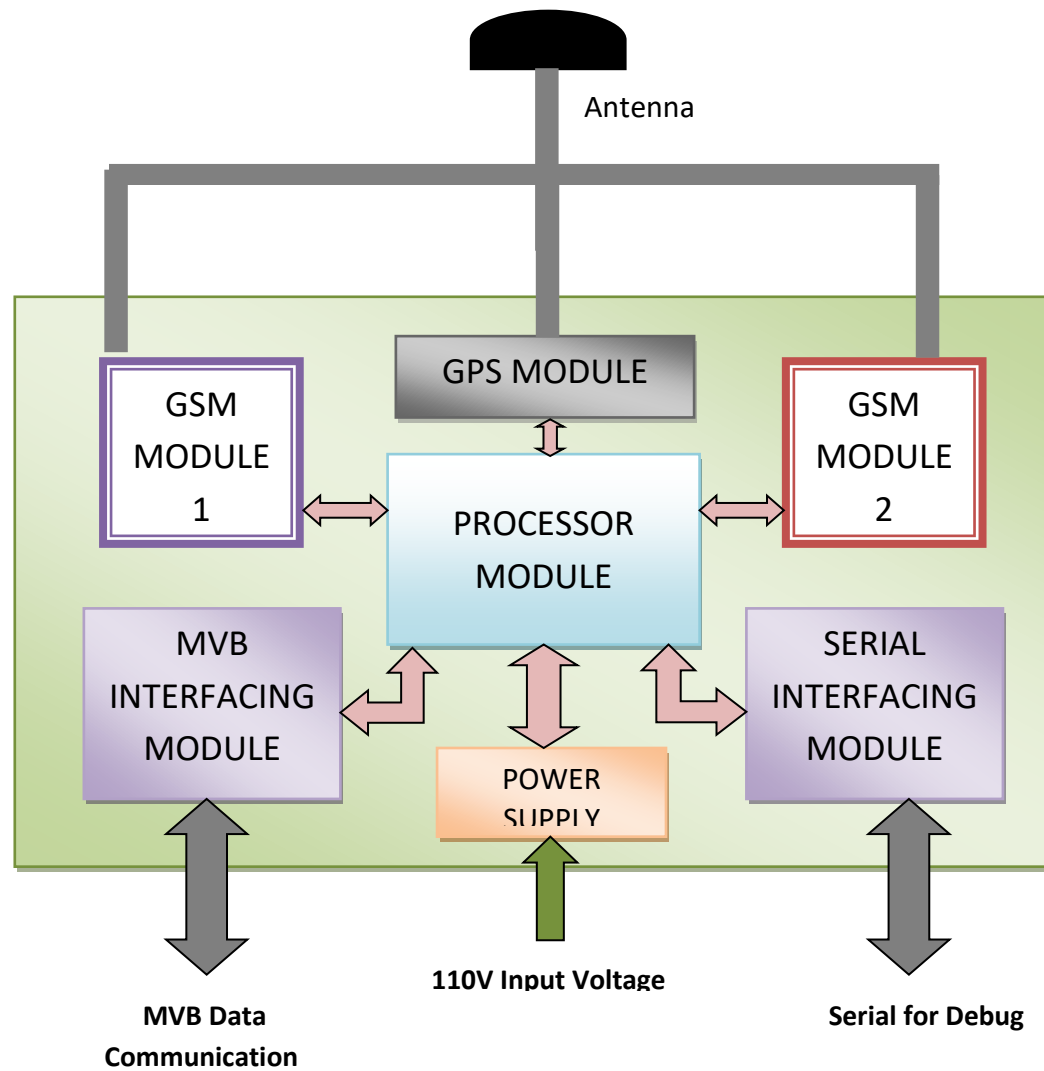 Antenna
GPS MODULE
GSM
MODULE
1
GSM
MODULE
2
PROCESSOR
MODULE
MVB
INTERFACING
MODULE
SERIAL
INTERFACING
MODULE
POWER
SUPPLY
110V Input Voltage
MVB Data
Communication
Serial for Debug